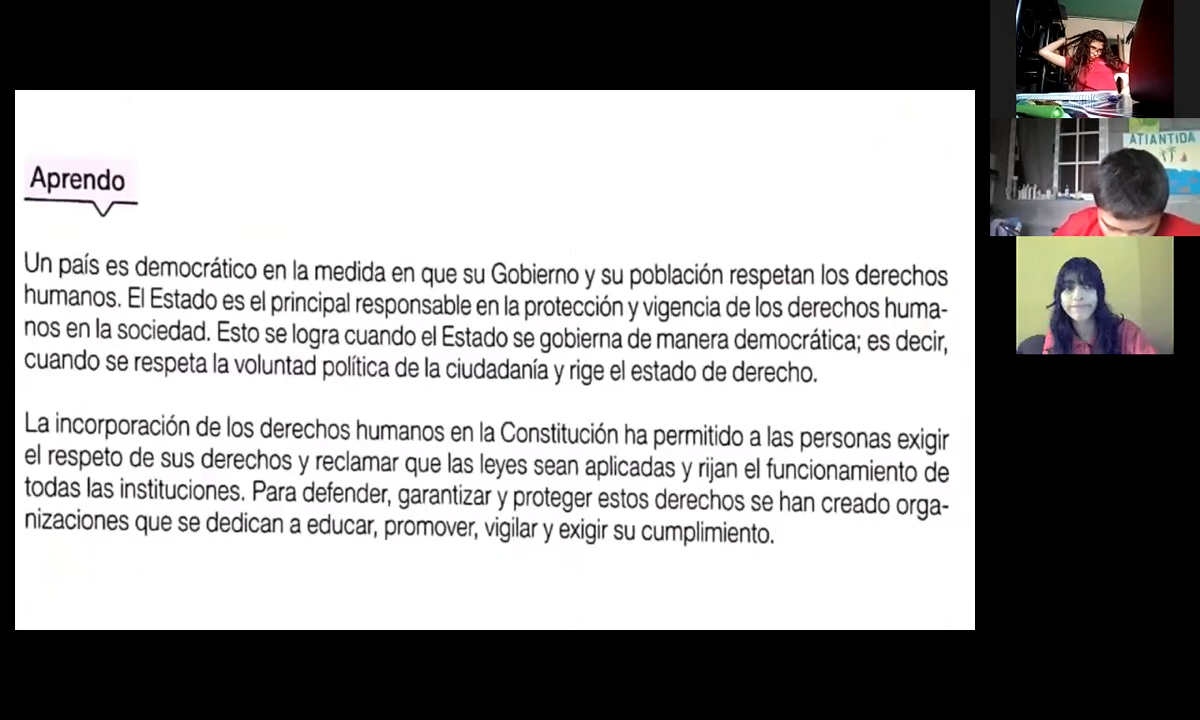 Aprendo
Un país es democrático en la medida en que su Gobierno y su población respetan los derechos
humanos. El Estado es el principal responsable en la protección y vigencia de los derechos huma-
nos en la sociedad. Esto se logra cuando el Estado se gobierna de manera democrática; es decir,
cuando se respeta la voluntad política de la ciudadanía y rige el estado de derecho.
La incorporación de los derechos humanos en la Constitución ha permitido a las personas exigir
el respeto de sus derechos y reclamar que las leyes sean aplicadas y rijan el funcionamiento de
todas las instituciones. Para defender, garantizar y proteger estos derechos se han creado orga-
nizaciones que se dedican a educar, promover, vigilar y exigir su cumplimiento.
ATLANTIDA